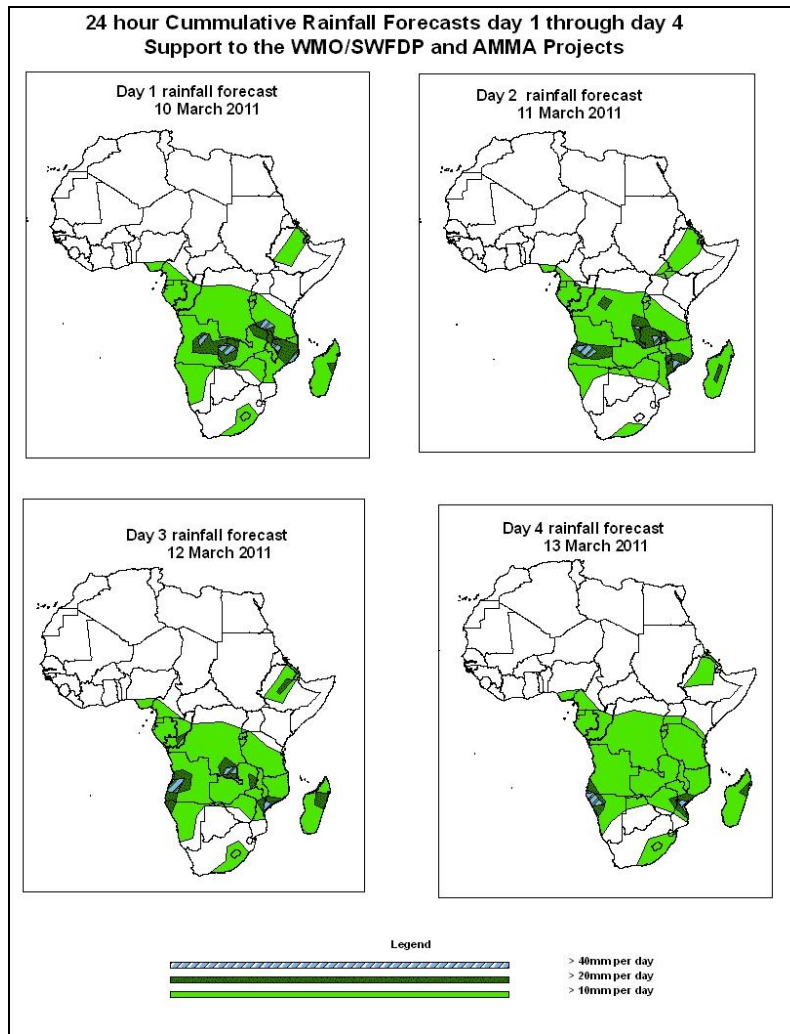 24 hour Cummulative Rainfall Forecasts day 1 through day 4
Support to the WMO/SWFDP and AMMA Projects
Day 1 rainfall forecast
10 March 2011
Day 2 rainfall forecast
11 March 2011
Day 3 rainfall forecast
12 March 2011
Day 4 rainfall forecast
13 March 2011
Legend
> 40mm per day
> 20mm per day
> 10mm per day